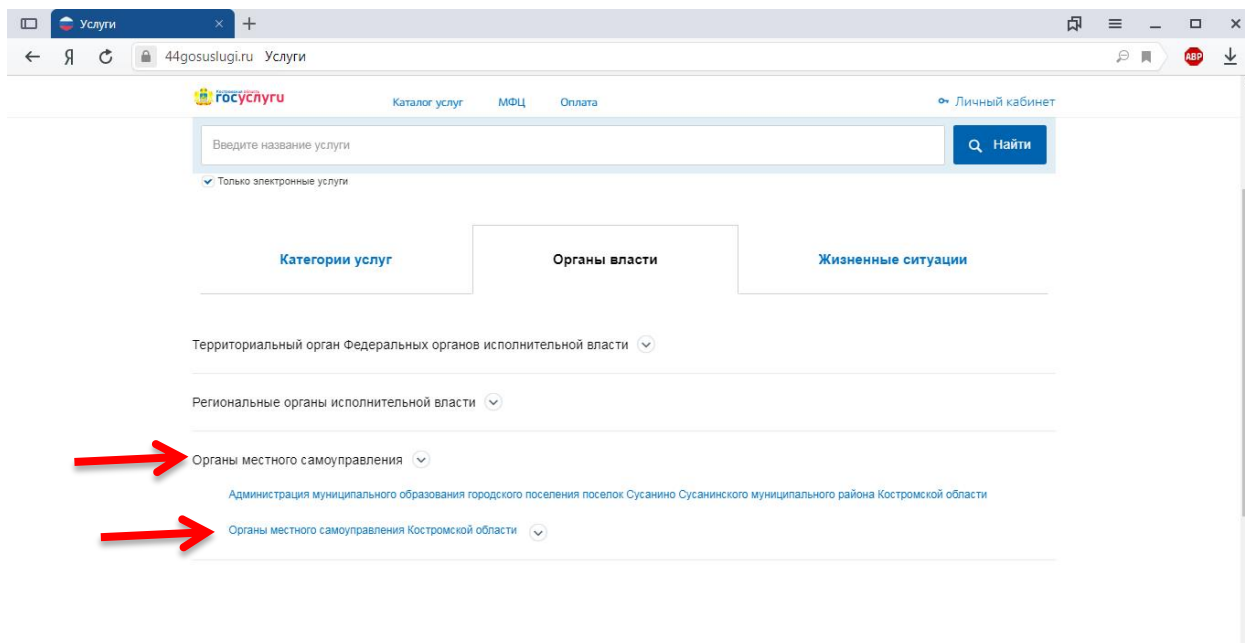 Услуги
Я 44gosuslugi.ru Услуги ABP
госуслуги Каталог услуг МФЦ Оплата Личный кабинет
Введите название услуги Найти
Только электронные услуги
Категории услуг Органы власти Жизненные ситуации
Территориальный орган Федеральных органов исполнительной власти
Региональные органы исполнительной власти
Органы местного самоуправления
Администрация муниципального образования городского поселения поселок Сусанино Сусанинского муниципального района Костромской области
Органы местного самоуправления Костромской области